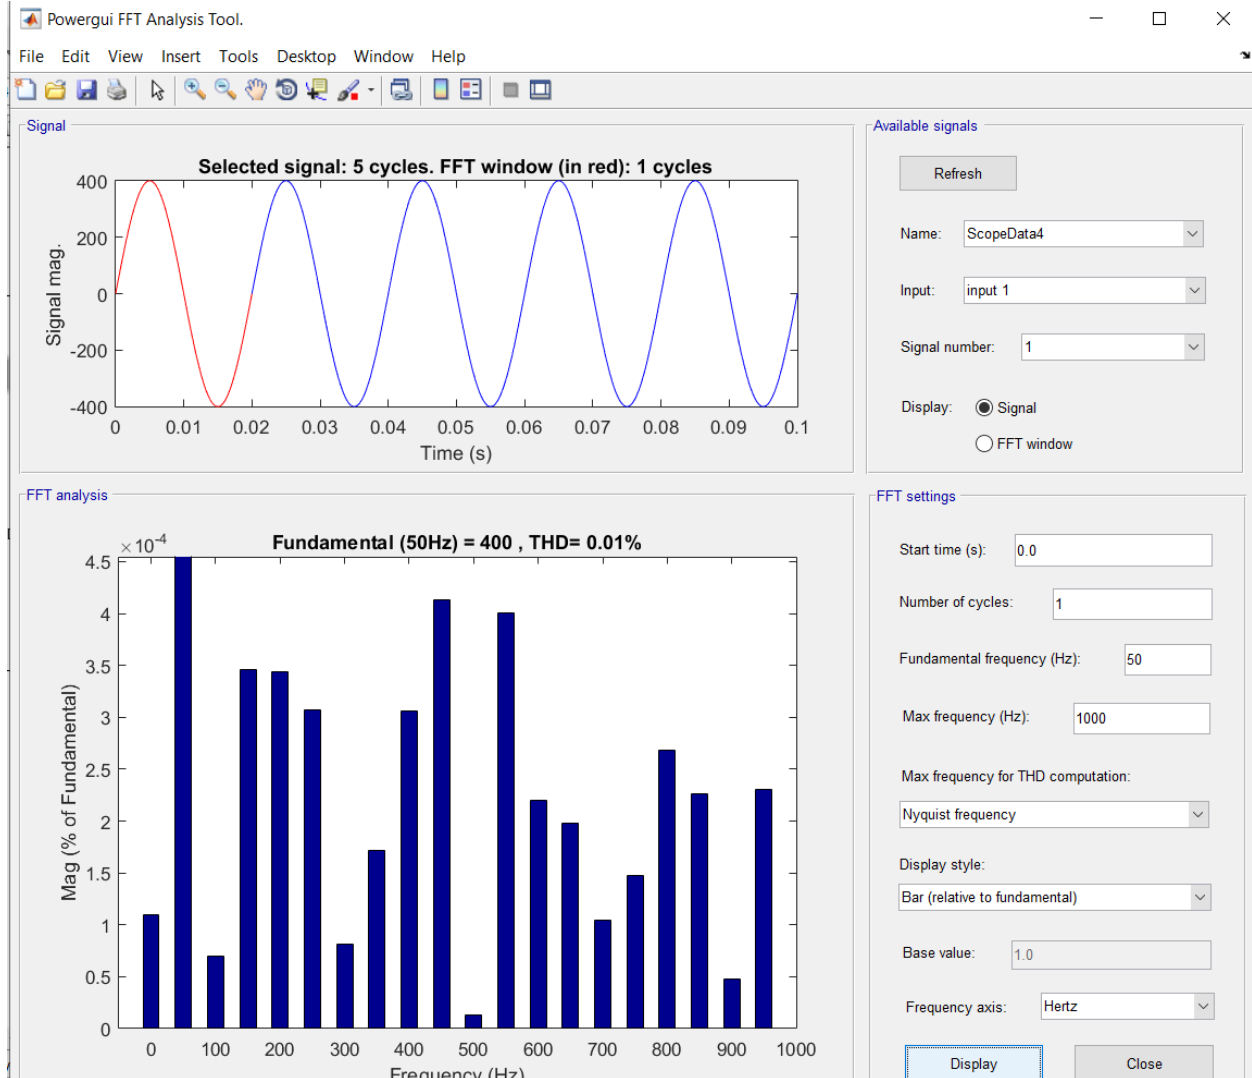 Powergui FFT Analysis Tool.
File Edit View Insert Tools Desktop Window Help
Signal
Selected signal: 5 cycles. FFT window (in red): 1 cycles
400
200
0
-200
-400
Signal mag.
0 0.01 0.02 0.03 0.04 0.05 0.06 0.07 0.08 0.09 0.1
Time (s)
Available signals
Refresh
Name: ScopeData4
Input: input 1
Signal number: 1
Display: Signal
FFT window
FFT analysis
×10-4
Fundamental (50Hz) = 400 , THD= 0.01%
4.5
4
3.5
3
2.5
2
1.5
1
0.5
0
Mag (% of Fundamental)
0 100 200 300 400 500 600 700 800 900 1000
Frequency (Hz)
FFT settings
Start time (s): 0.0
Number of cycles: 1
Fundamental frequency (Hz): 50
Max frequency (Hz): 1000
Max frequency for THD computation:
Nyquist frequency
Display style:
Bar (relative to fundamental)
Base value: 1.0
Frequency axis: Hertz
Display Close